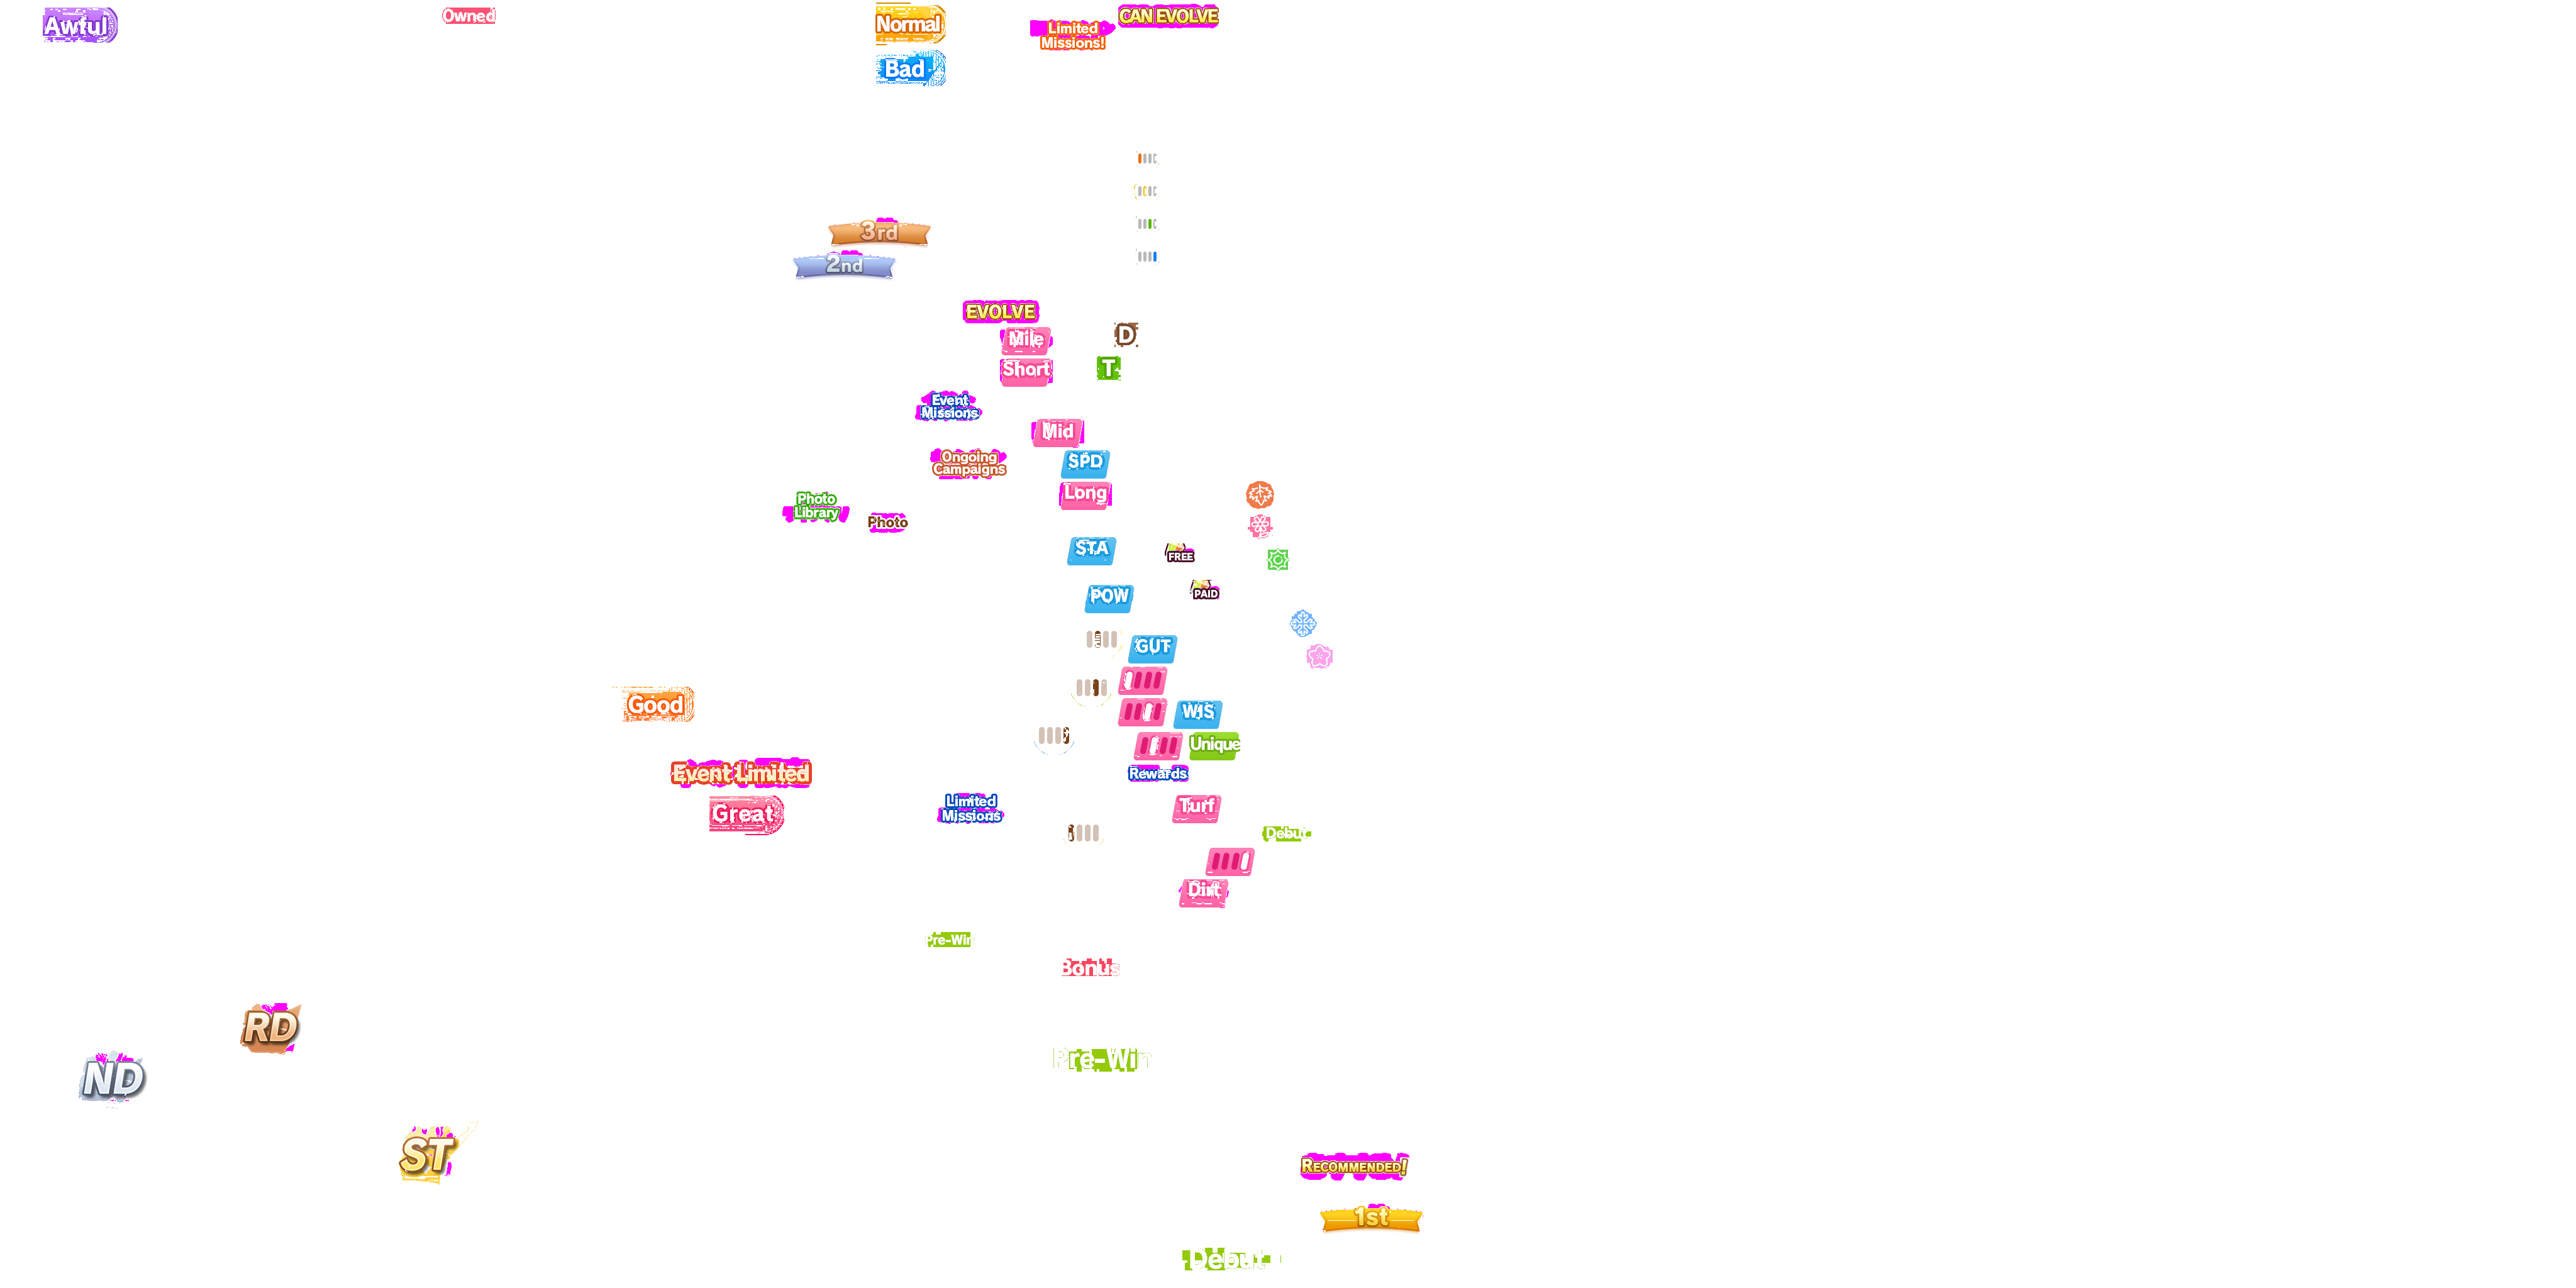 Awful
Owned
Normal
CAN EVOLVE
Limited
Missions!
Bad
3rd
2nd
EVOLVE
Mile
D
Short
T
Event
Missions
Mid
Ongoing
Campaigns
SPD
Long
Photo
Library
Photo
STA
FREE
POW
PAID
GUT
Good
WIS
Unique
Event Limited
Rewards
Great
Limited
Missions
Turf
Debut
Dirt
Pre-Win
Bonus
RD
Pre-Win
ND
ST
RECOMMENDED!
1st
Debut